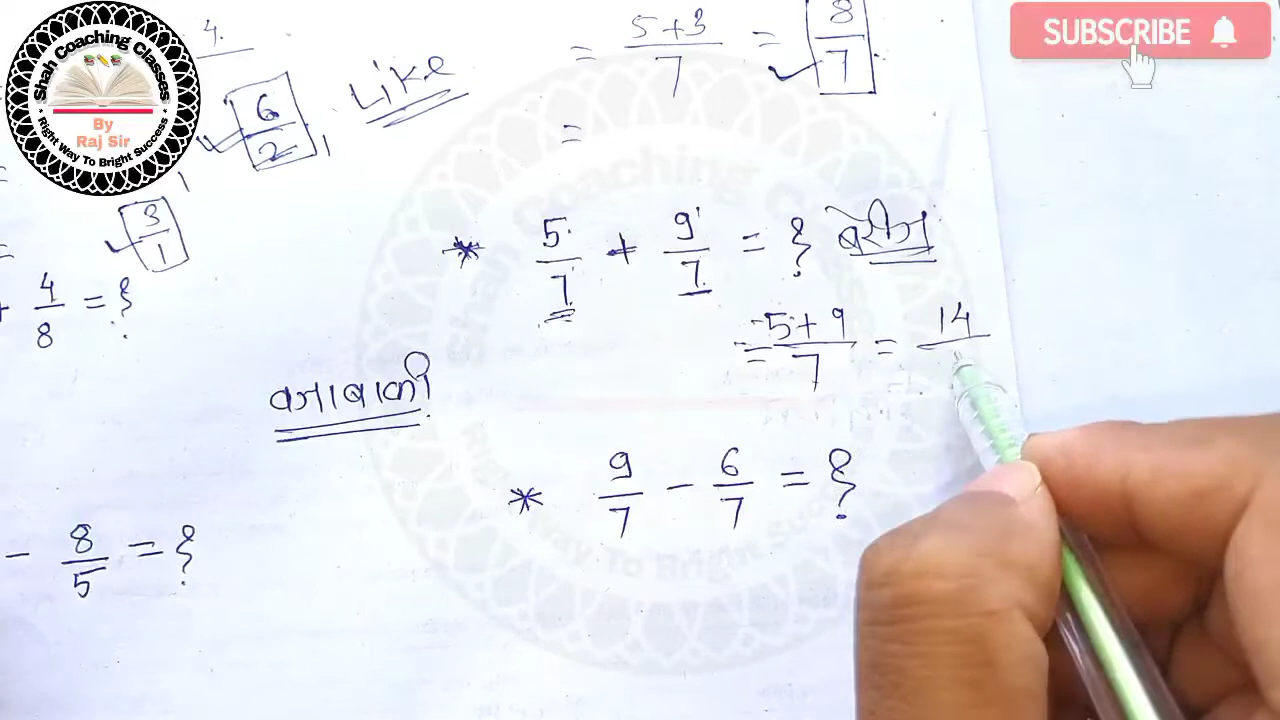 Shah Coaching Classes
By
Raj Sir
* Right Way To Bright Success *
SUBSCRIBE
4
6/2, Like
= (5+3)/7 = 8/7
=
3/1
* 5/7 + 9/7 = ?
+ 4/8 = ?
= (5+9)/7 = 14
* 9/7 - 6/7 = ?
- 8/5 = ?